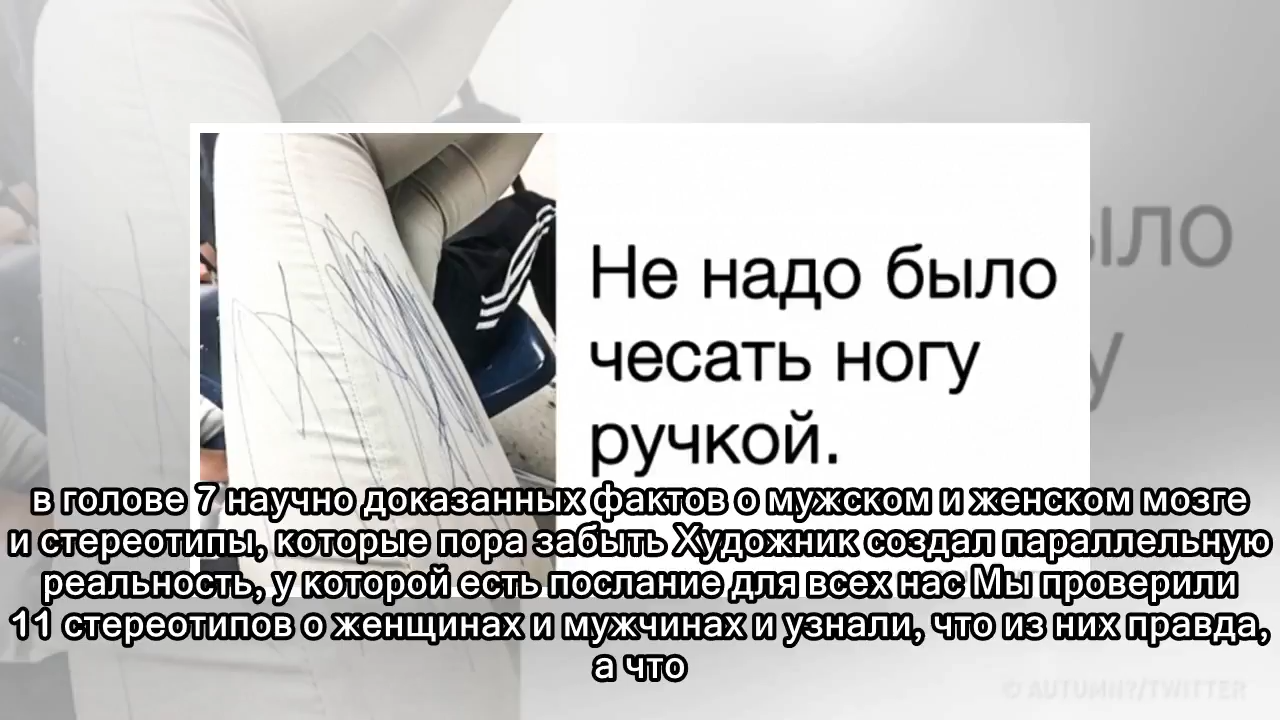 Не надо было
чесать ногу
ручкой.
ыло
у
в голове 7 научно доказанных фактов о мужском и женском мозге
и стереотипы, которые пора забыть Художник создал параллельную
реальность, у которой есть послание для всех нас Мы проверили
11 стереотипов о женщинах и мужчинах и узнали, что из них правда,
а что
© AUTUMN?/TWITTER